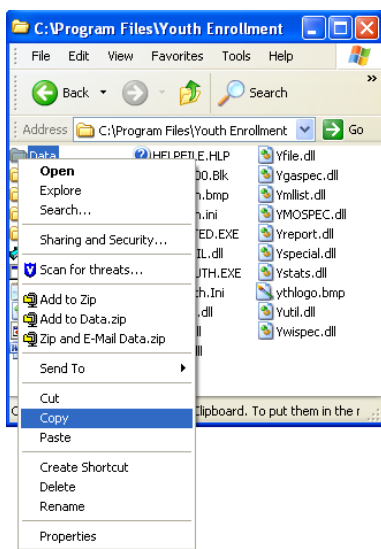 C:\Program Files\Youth Enrollment
File Edit View Favorites Tools Help
Back Search »
Address C:\Program Files\Youth Enrollment Go
Data HELPFILE.HLP Yfile.dll
Open 00.Blk Ygaspec.dll
Explore h.bmp Ymllist.dll
Search... h.ini YMOSPEC.dll
Sharing and Security... TED.EXE Yreport.dll
IL.dll Yspecial.dll
Scan for threats... UTH.EXE Ystats.dll
Add to Zip th.Ini ythlogo.bmp
Add to Data.zip .dll Yutil.dll
Zip and E-Mail Data.zip ll Ywispec.dll
ll
Send To
Cut
Copy Clipboard. To put them in the r
Paste
Create Shortcut
Delete
Rename
Properties